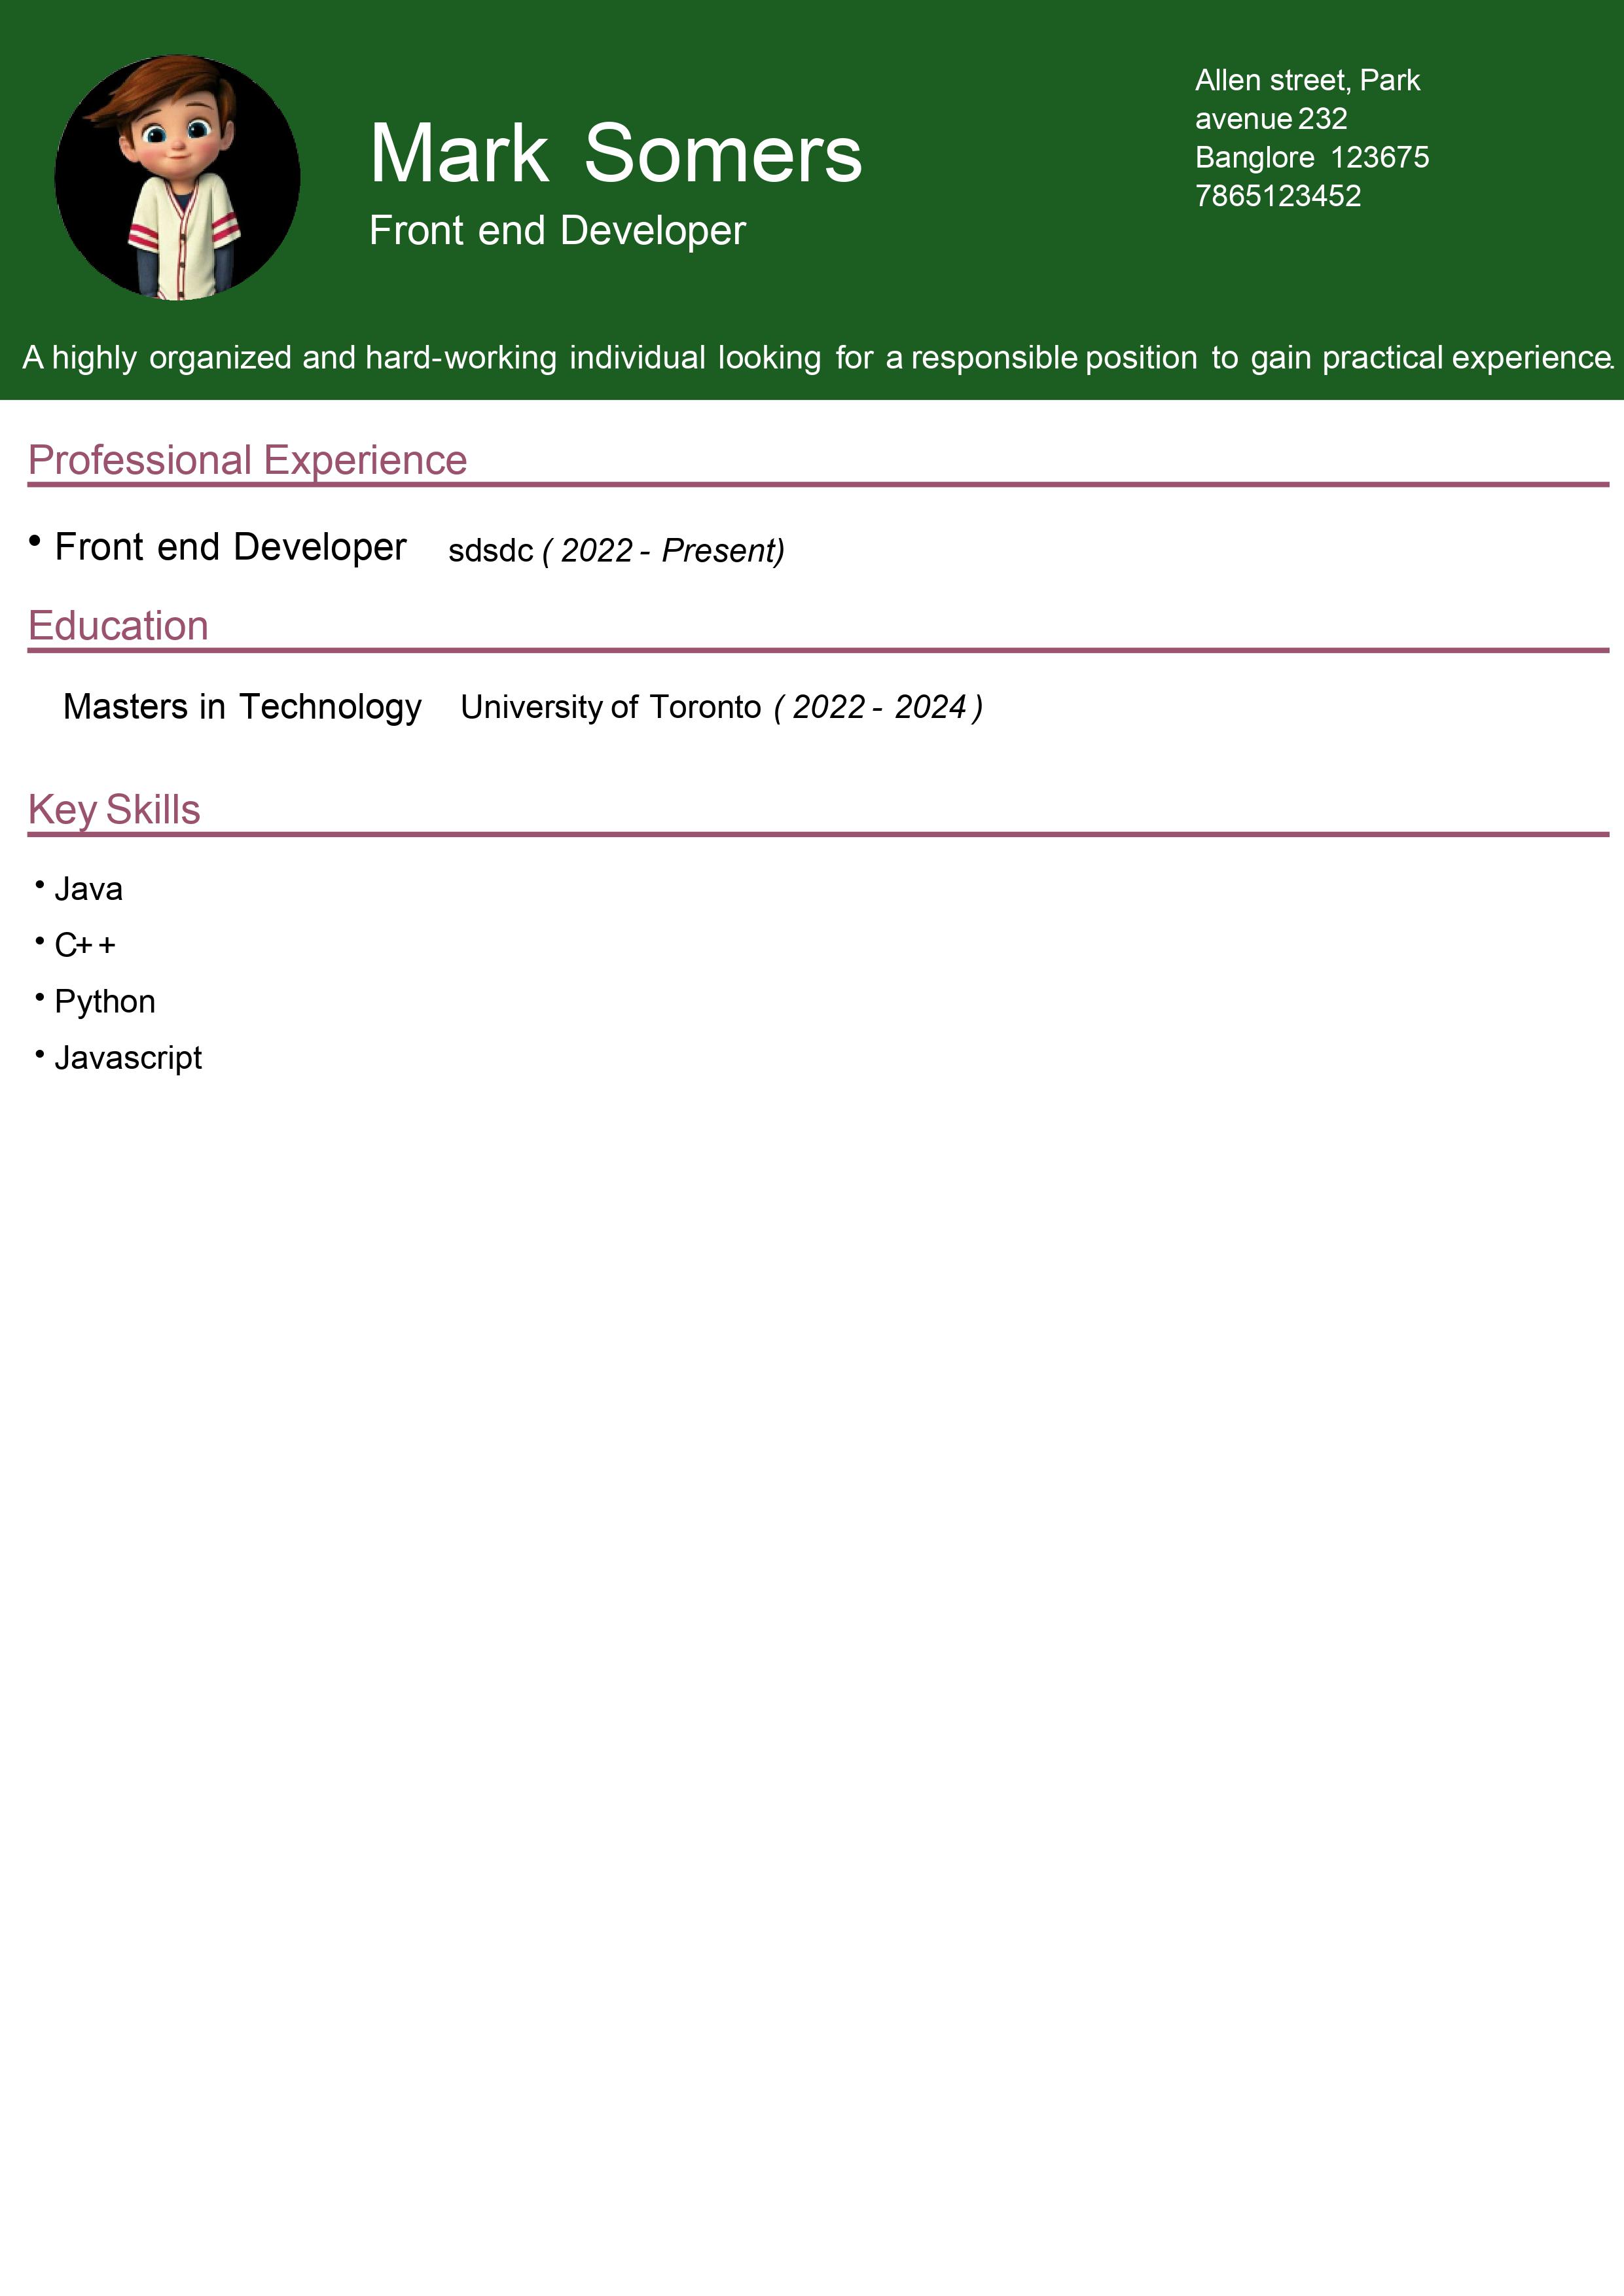 Mark Somers
Front end Developer
Allen street, Park
avenue 232
Banglore 123675
7865123452
A highly organized and hard-working individual looking for a responsible position to gain practical experience.
Professional Experience
• Front end Developer sdsdc ( 2022 - Present)
Education
Masters in Technology University of Toronto ( 2022 - 2024 )
Key Skills
• Java
• C++
• Python
• Javascript